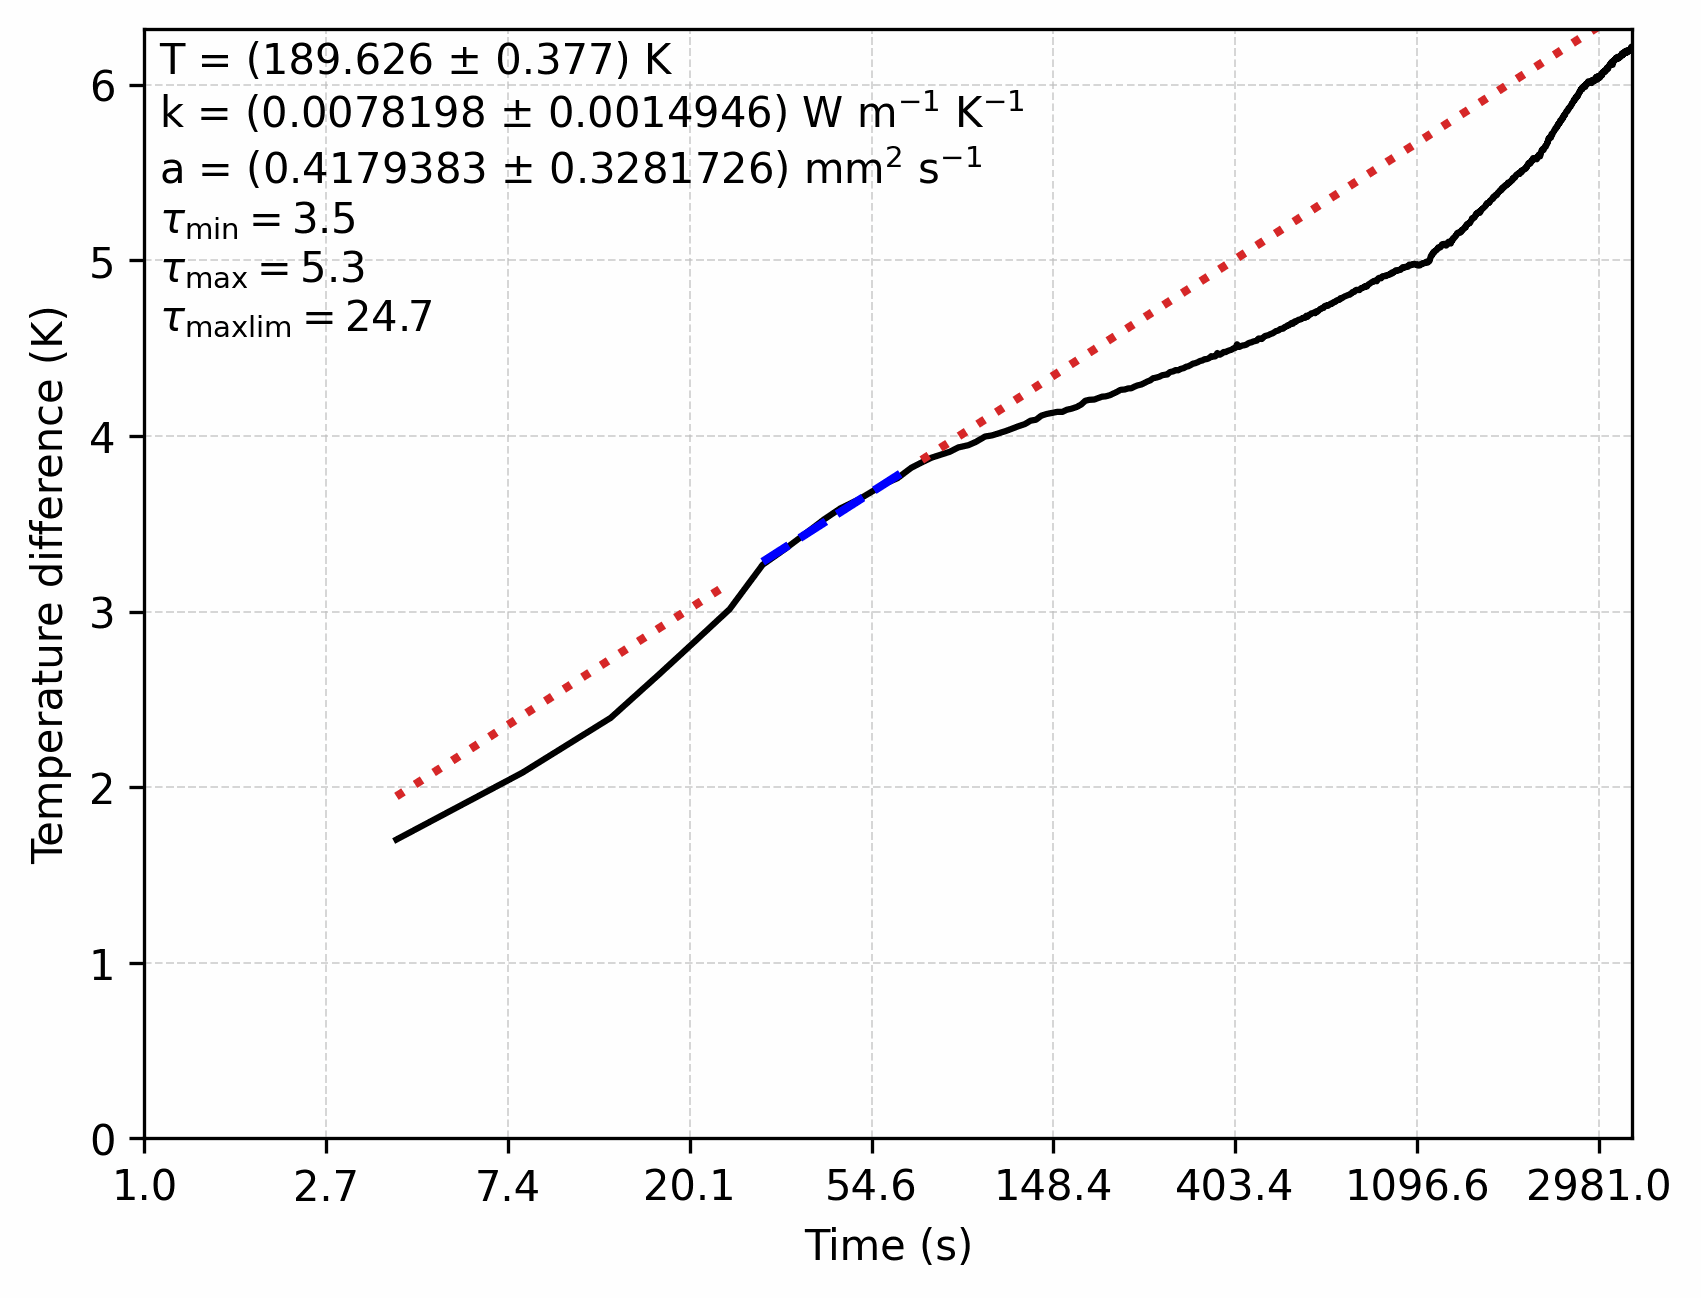 T = (189.626 ± 0.377) K
k = (0.0078198 ± 0.0014946) W m⁻¹ K⁻¹
a = (0.4179383 ± 0.3281726) mm² s⁻¹
τmin = 3.5
τmax = 5.3
τmaxlim = 24.7
Temperature difference (K)
6
5
4
3
2
1
0
1.0 2.7 7.4 20.1 54.6 148.4 403.4 1096.6 2981.0
Time (s)